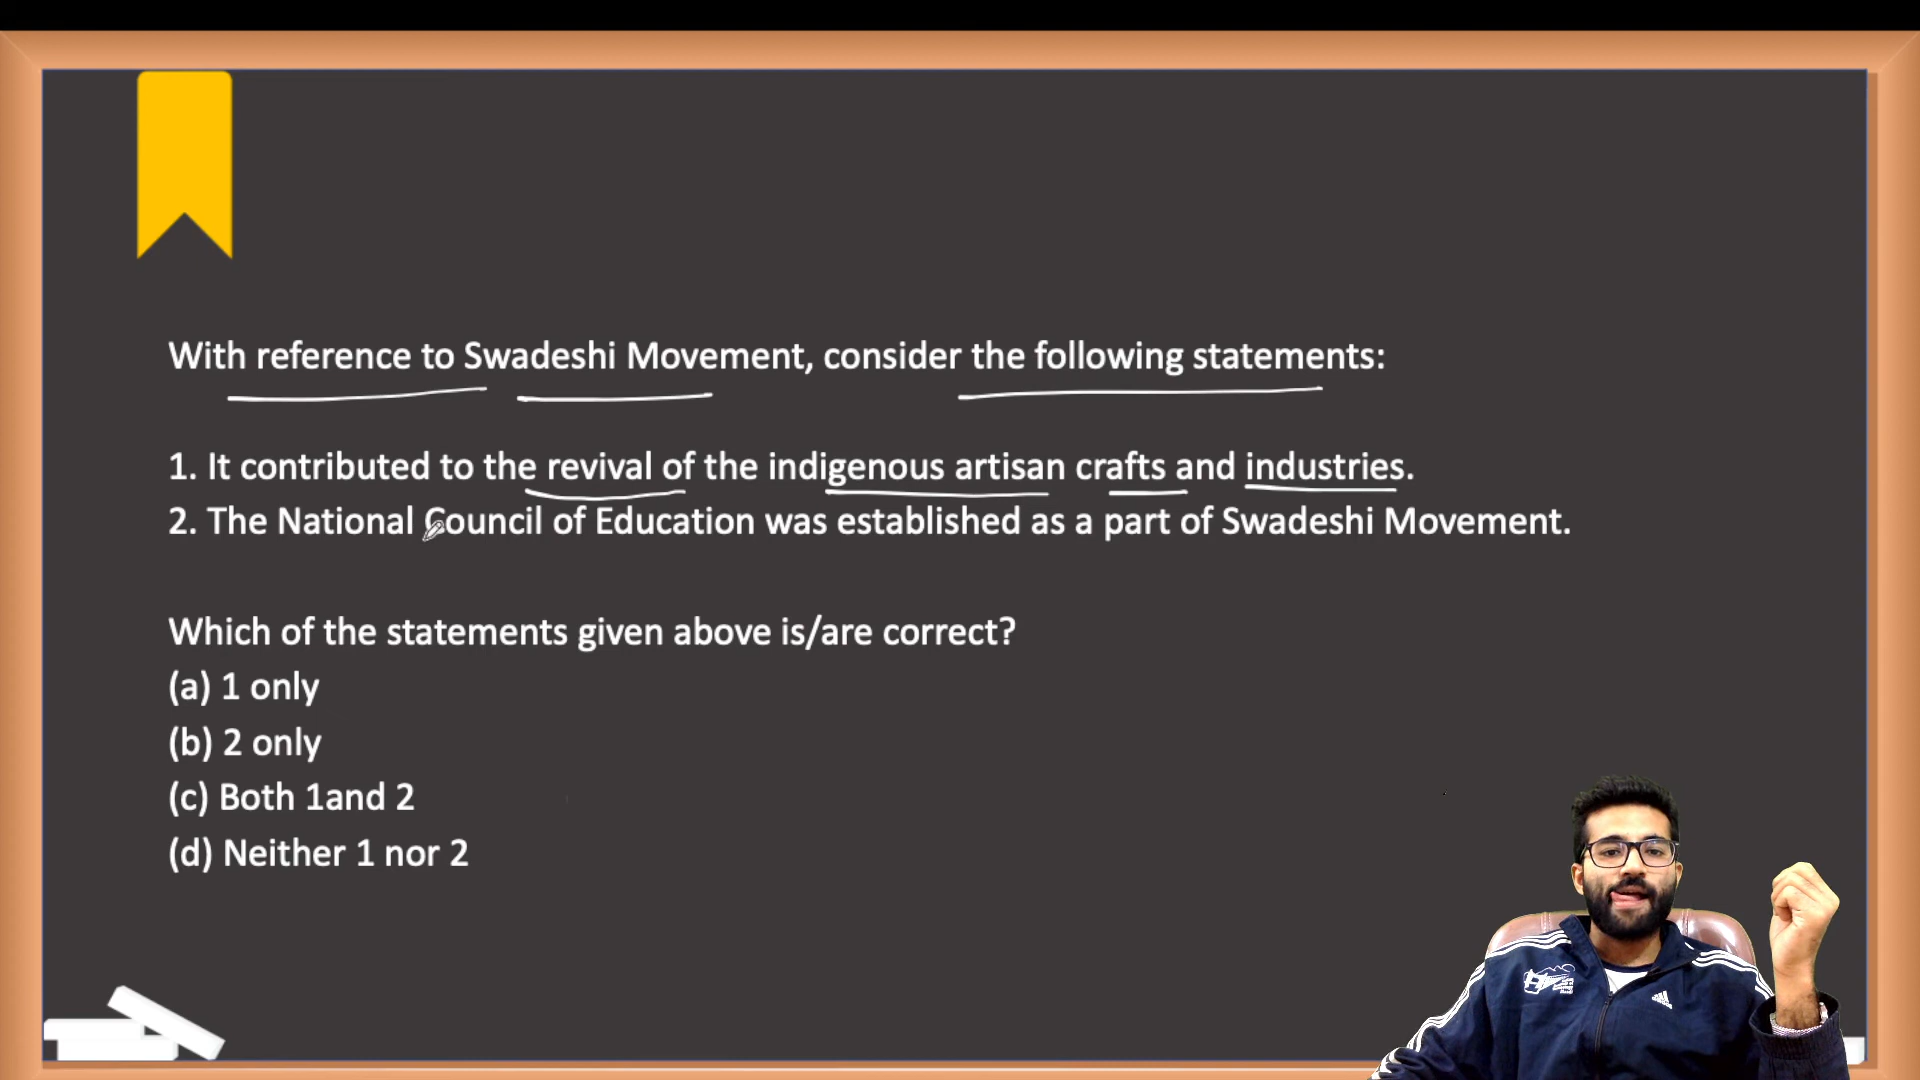 With reference to Swadeshi Movement, consider the following statements:
1. It contributed to the revival of the indigenous artisan crafts and industries.
2. The National Council of Education was established as a part of Swadeshi Movement.
Which of the statements given above is/are correct?
(a) 1 only
(b) 2 only
(c) Both 1and 2
(d) Neither 1 nor 2